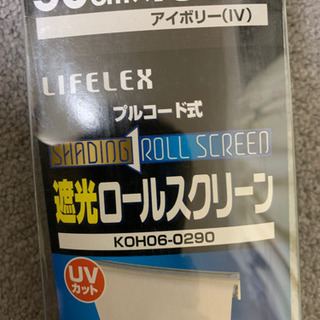 アイボリー(IV)
LIFELEX
プルコード式
SHADING ROLL SCREEN
遮光ロールスクリーン
KOH06-0290
UV
カット